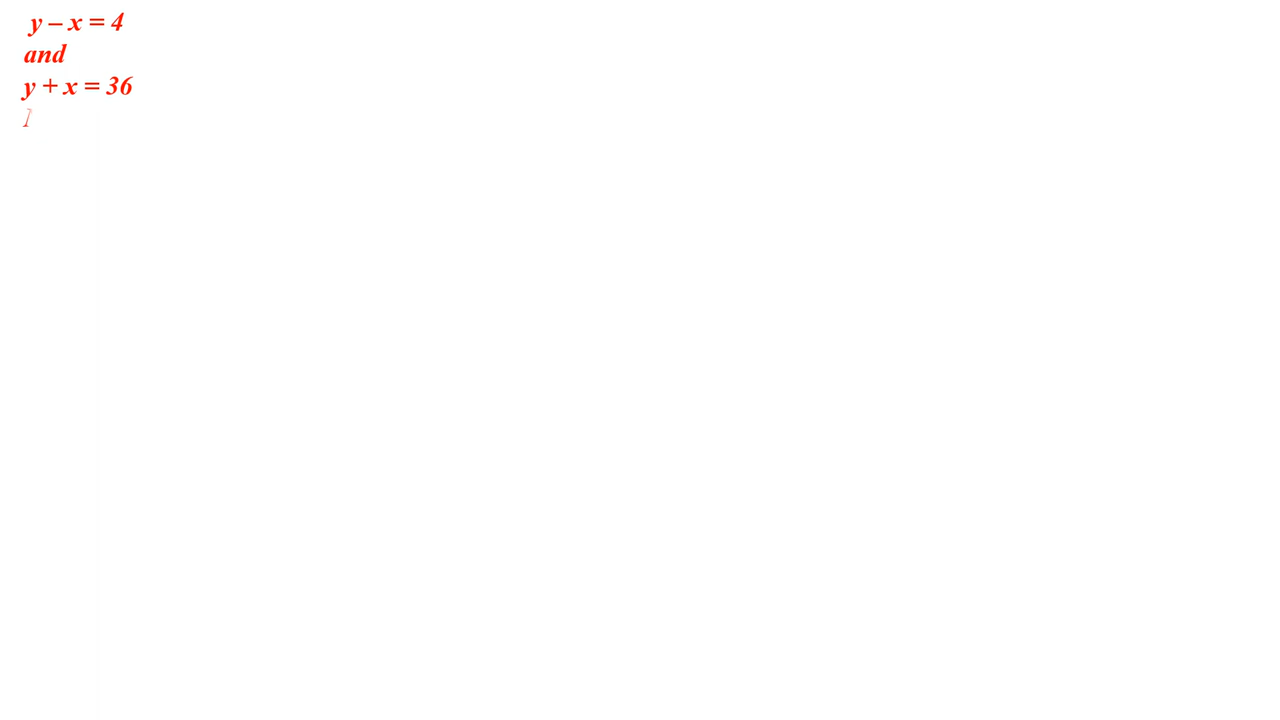 y – x = 4
and
y + x = 36